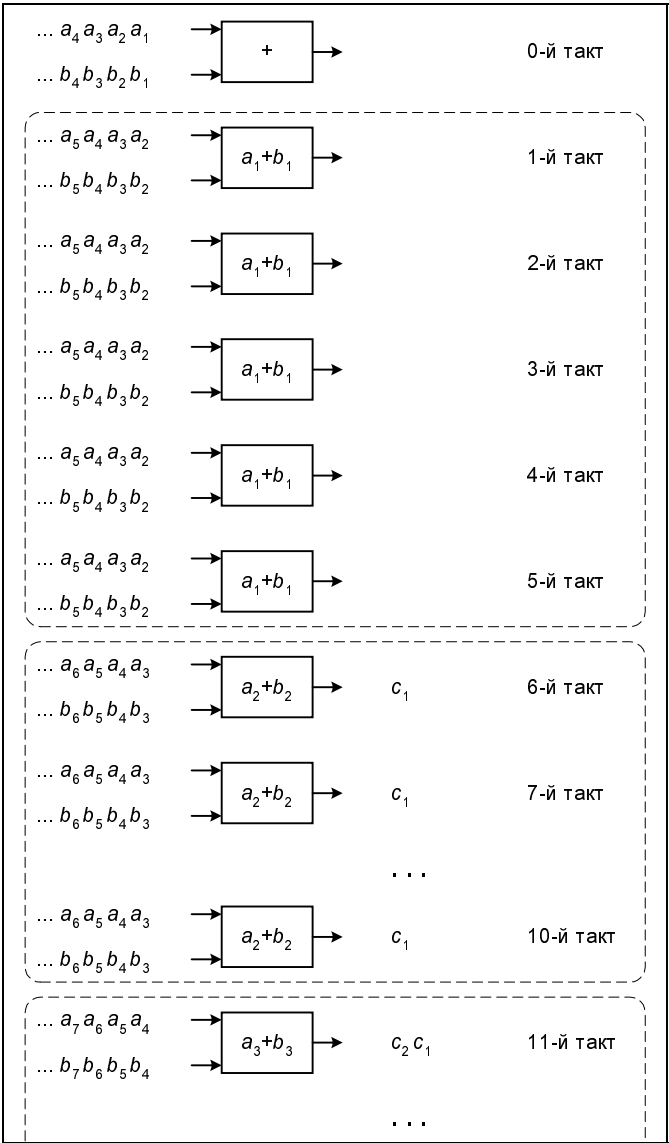 ... a₄ a₃ a₂ a₁
+
0-й такт
... b₄ b₃ b₂ b₁
... a₅ a₄ a₃ a₂
a₁+b₁
1-й такт
... b₅ b₄ b₃ b₂
... a₅ a₄ a₃ a₂
a₁+b₁
2-й такт
... b₅ b₄ b₃ b₂
... a₅ a₄ a₃ a₂
a₁+b₁
3-й такт
... b₅ b₄ b₃ b₂
... a₅ a₄ a₃ a₂
a₁+b₁
4-й такт
... b₅ b₄ b₃ b₂
... a₅ a₄ a₃ a₂
a₁+b₁
5-й такт
... b₅ b₄ b₃ b₂
... a₆ a₅ a₄ a₃
a₂+b₂
c₁
6-й такт
... b₆ b₅ b₄ b₃
... a₆ a₅ a₄ a₃
a₂+b₂
c₁
7-й такт
... b₆ b₅ b₄ b₃
. . .
... a₆ a₅ a₄ a₃
a₂+b₂
c₁
10-й такт
... b₆ b₅ b₄ b₃
... a₇ a₆ a₅ a₄
a₃+b₃
c₂ c₁
11-й такт
... b₇ b₆ b₅ b₄
. . .